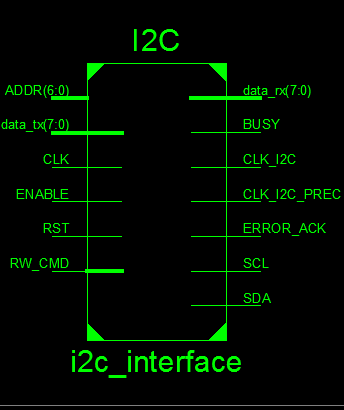 I2C
ADDR(6:0)
data_rx(7:0)
data_tx(7:0)
BUSY
CLK
CLK_I2C
ENABLE
CLK_I2C_PREC
RST
ERROR_ACK
RW_CMD
SCL
SDA
i2c_interface